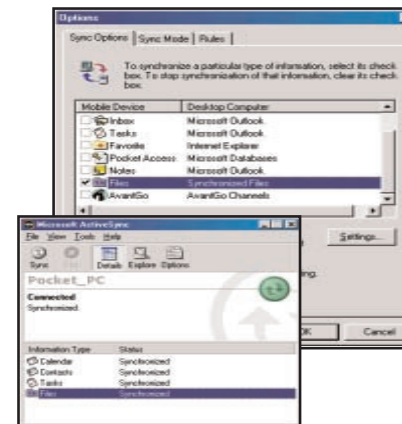 Options
Sync Options | Sync Mode | Rules |
To synchronize a particular type of information, select its check
box. To stop synchronization of that information, clear its check
box.
Mobile Device Desktop Computer
Inbox Microsoft Outlook
Tasks Microsoft Outlook
Favorite Internet Explorer
Pocket Access Microsoft Databases
Notes Microsoft Outlook
Files Synchronized Files
AvantGo AvantGo Channels
Settings...
ing.
OK Cancel
Microsoft ActiveSync
File View Tools Help
Sync Details Explore Options
Pocket_PC
Connected
Synchronized
Information Type Status
Calendar Synchronized
Contacts Synchronized
Tasks Synchronized
Files Synchronized